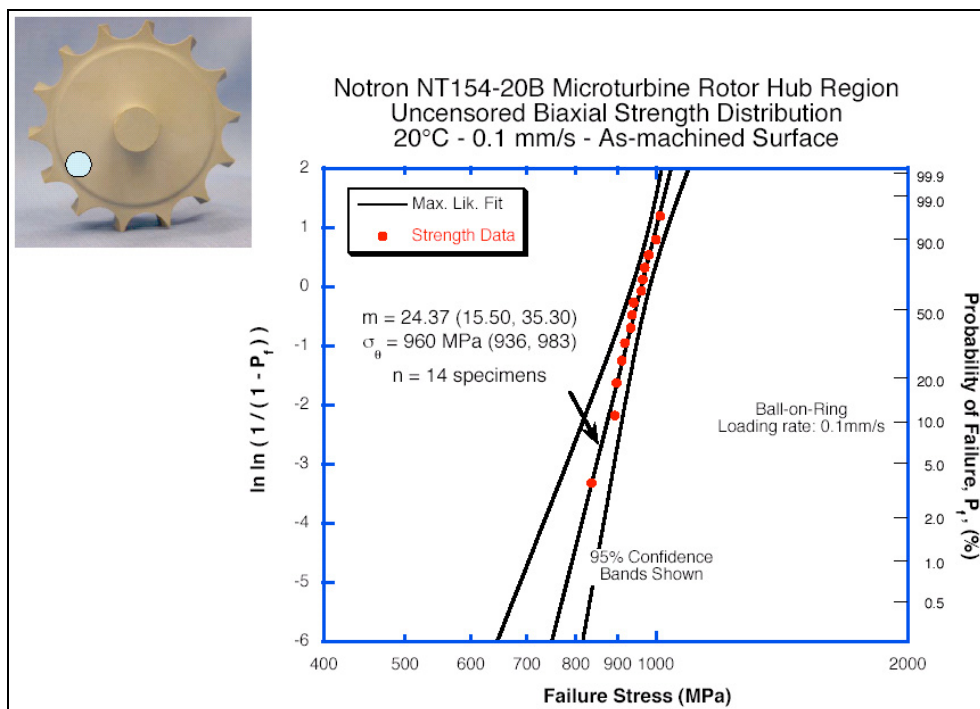 Notron NT154-20B Microturbine Rotor Hub Region
Uncensored Biaxial Strength Distribution
20°C - 0.1 mm/s - As-machined Surface
Max. Lik. Fit
Strength Data
m = 24.37 (15.50, 35.30)
σθ = 960 MPa (936, 983)
n = 14 specimens
Ball-on-Ring
Loading rate: 0.1mm/s
95% Confidence
Bands Shown
ln ln ( 1 / ( 1 - Pf ) )
2
1
0
-1
-2
-3
-4
-5
-6
99.9
99.0
90.0
50.0
20.0
10.0
5.0
2.0
1.0
0.5
Probability of Failure, Pf, (%)
400 500 600 700 800 900 1000 2000
Failure Stress (MPa)